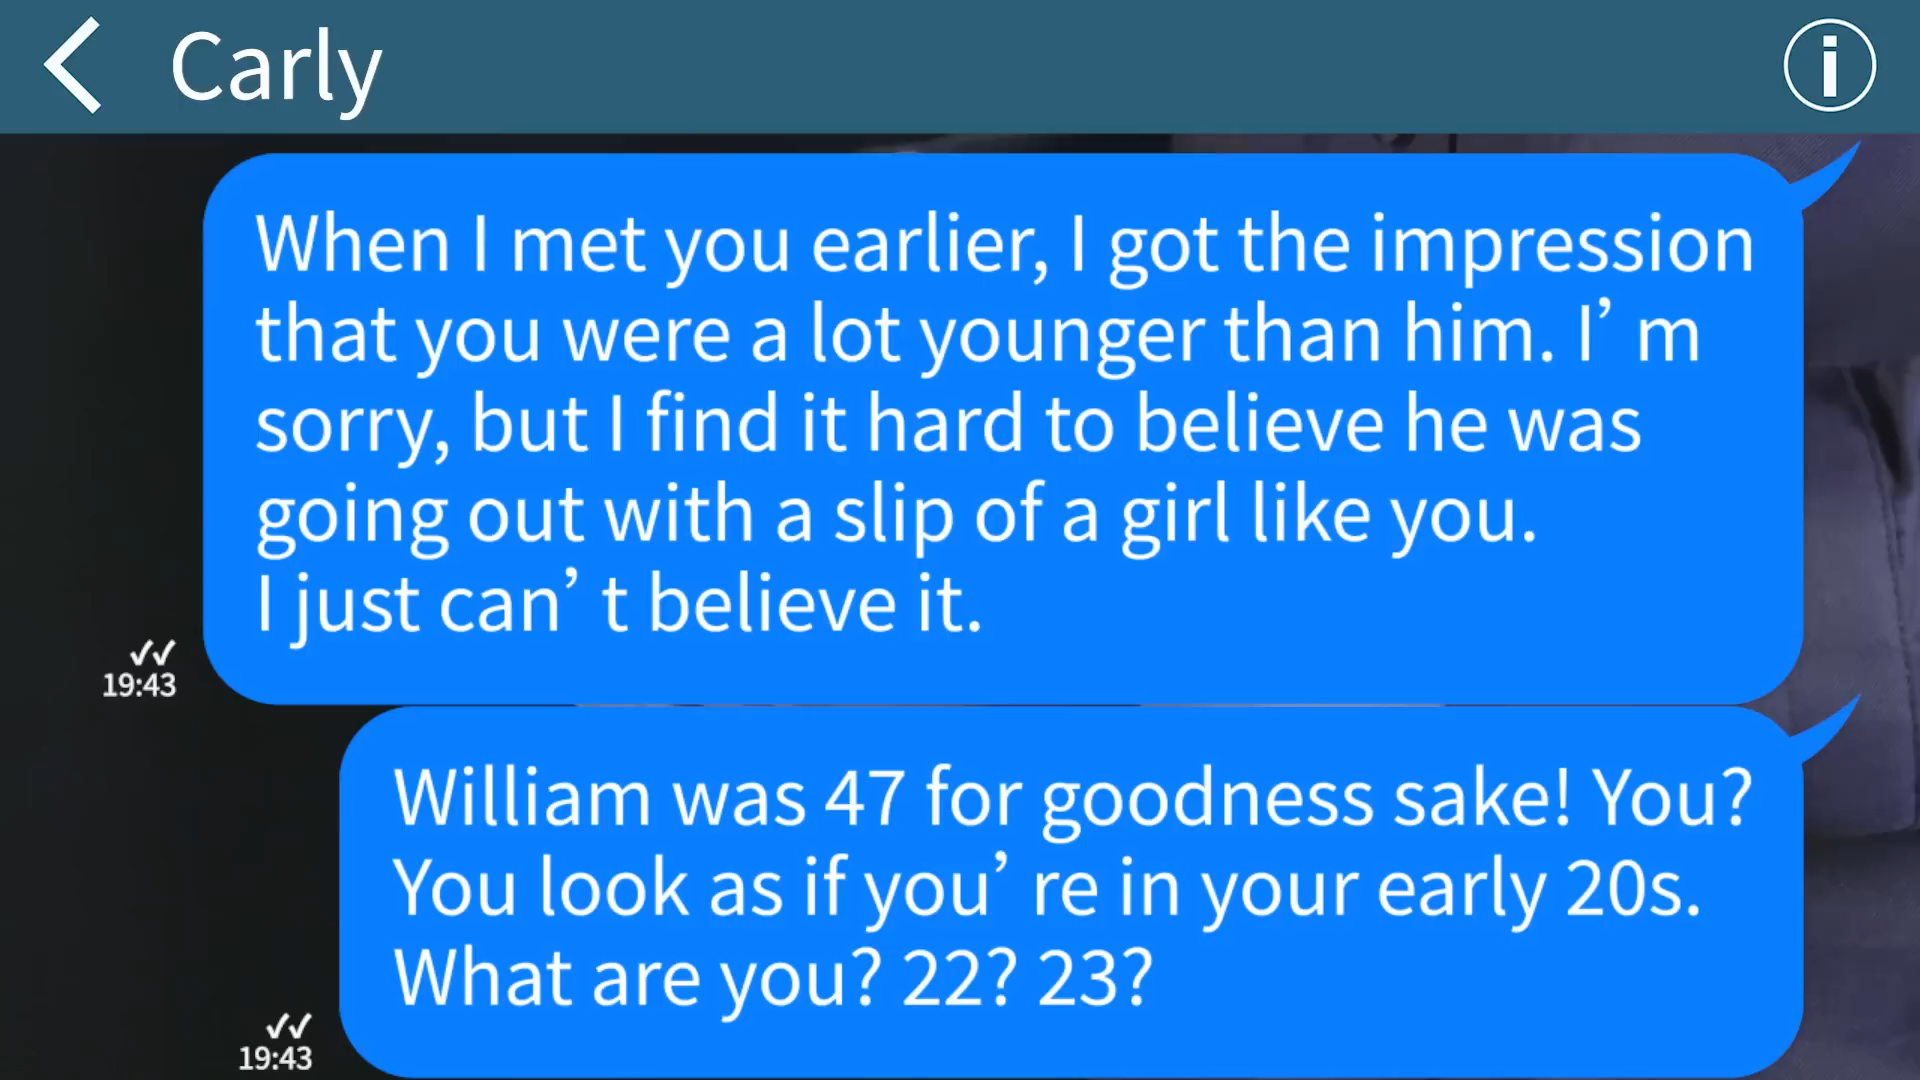 Carly
When I met you earlier, I got the impression
that you were a lot younger than him. I’ m
sorry, but I find it hard to believe he was
going out with a slip of a girl like you.
I just can’ t believe it.
19:43
William was 47 for goodness sake! You?
You look as if you’ re in your early 20s.
What are you? 22? 23?
19:43